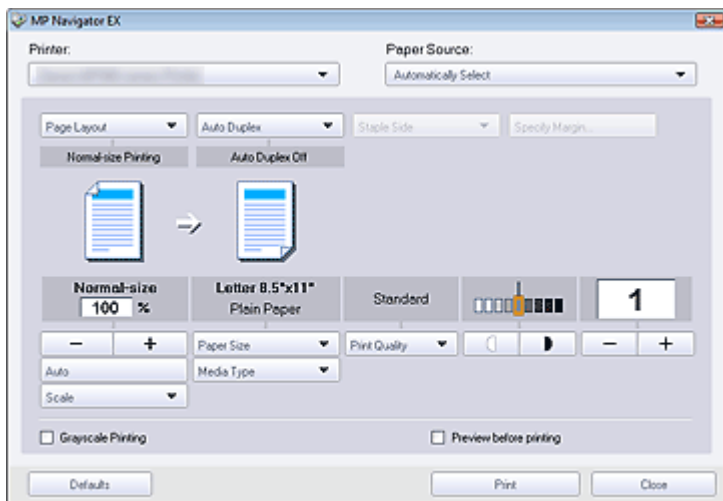 MP Navigator EX
Printer: Paper Source:
Automatically Select
Page Layout Auto Duplex Staple Side Specify Margin...
Normal-size Printing Auto Duplex Off
Normal-size Letter 8.5"x11" Standard 1
100 % Plain Paper
- + Paper Size Print Quality - +
Auto Media Type
Scale
Grayscale Printing Preview before printing
Defaults Print Close